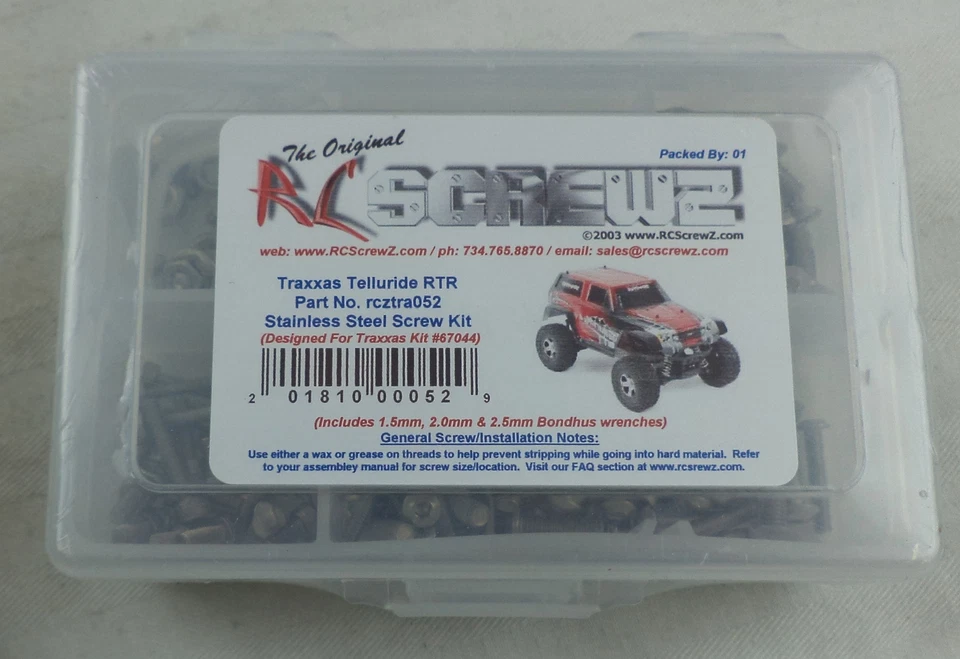 The Original
RC SCREWZ
Packed By: 01
©2003 www.RCScrewZ.com
web: www.RCScrewZ.com / ph: 734.765.8870 / email: sales@rcscrewz.com
Traxxas Telluride RTR
Part No. rcztra052
Stainless Steel Screw Kit
(Designed For Traxxas Kit #67044)
2 01810 00052 9
(Includes 1.5mm, 2.0mm & 2.5mm Bondhus wrenches)
General Screw/Installation Notes:
Use either a wax or grease on threads to help prevent stripping while going into hard material. Refer
to your assembley manual for screw size/location. Visit our FAQ section at www.rcsrewz.com.